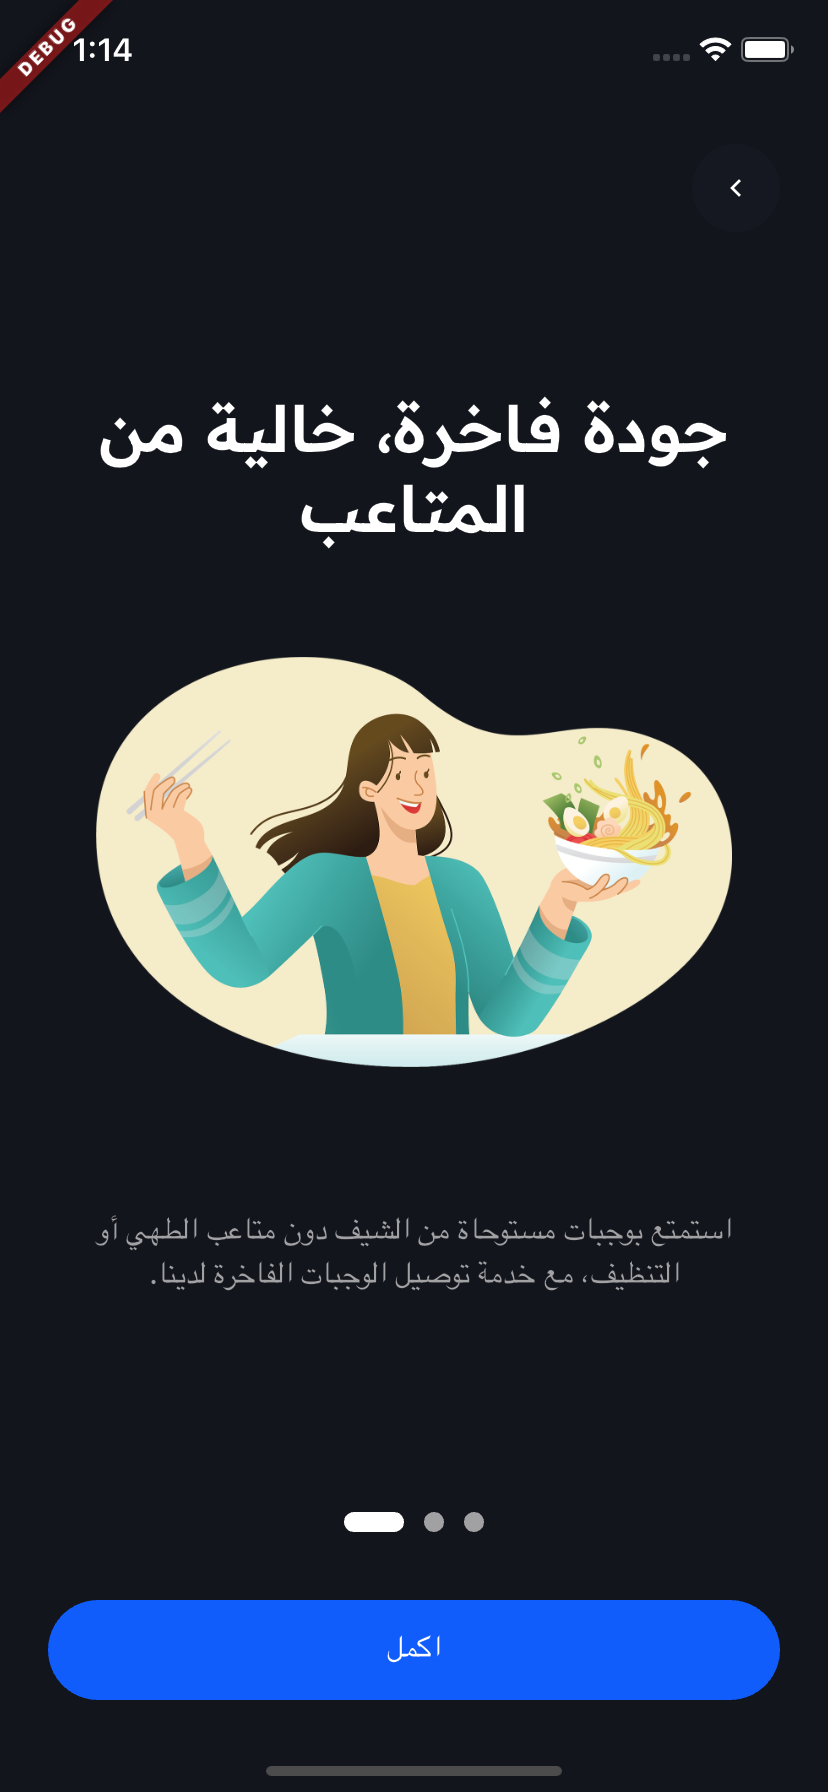 DEBUG
1:14
جودة فاخرة، خالية من
المتاعب
استمتع بوجبات مستوحاة من الشيف دون متاعب الطهي أو
التنظيف، مع خدمة توصيل الوجبات الفاخرة لدينا.
اكمل